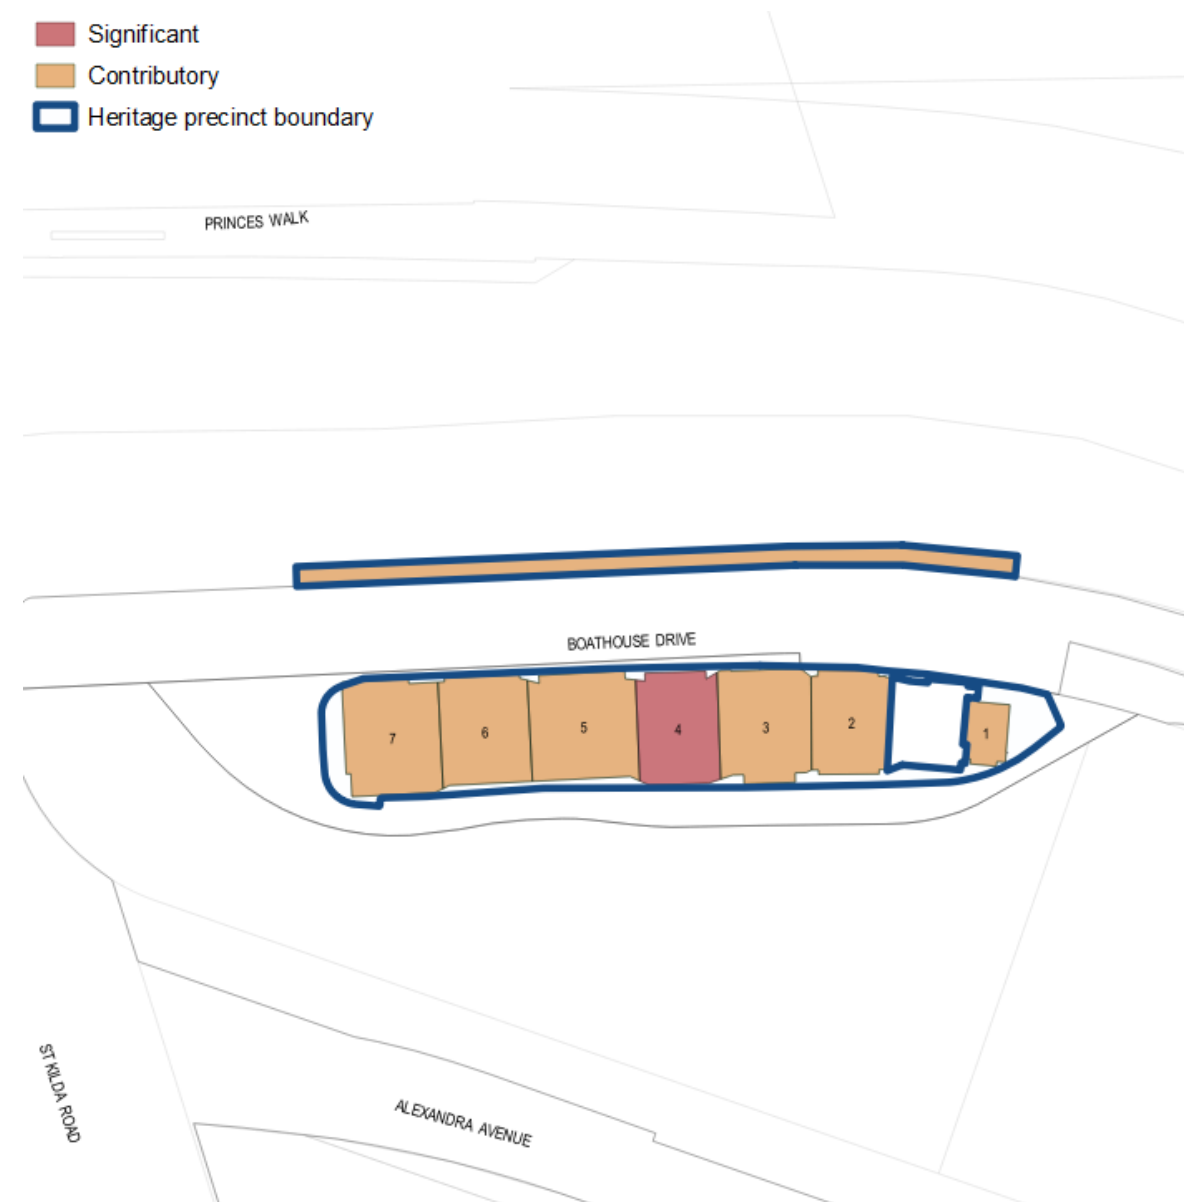 Significant
Contributory
Heritage precinct boundary
PRINCES WALK
BOATHOUSE DRIVE
7
6
5
4
3
2
1
ST KILDA ROAD
ALEXANDRA AVENUE